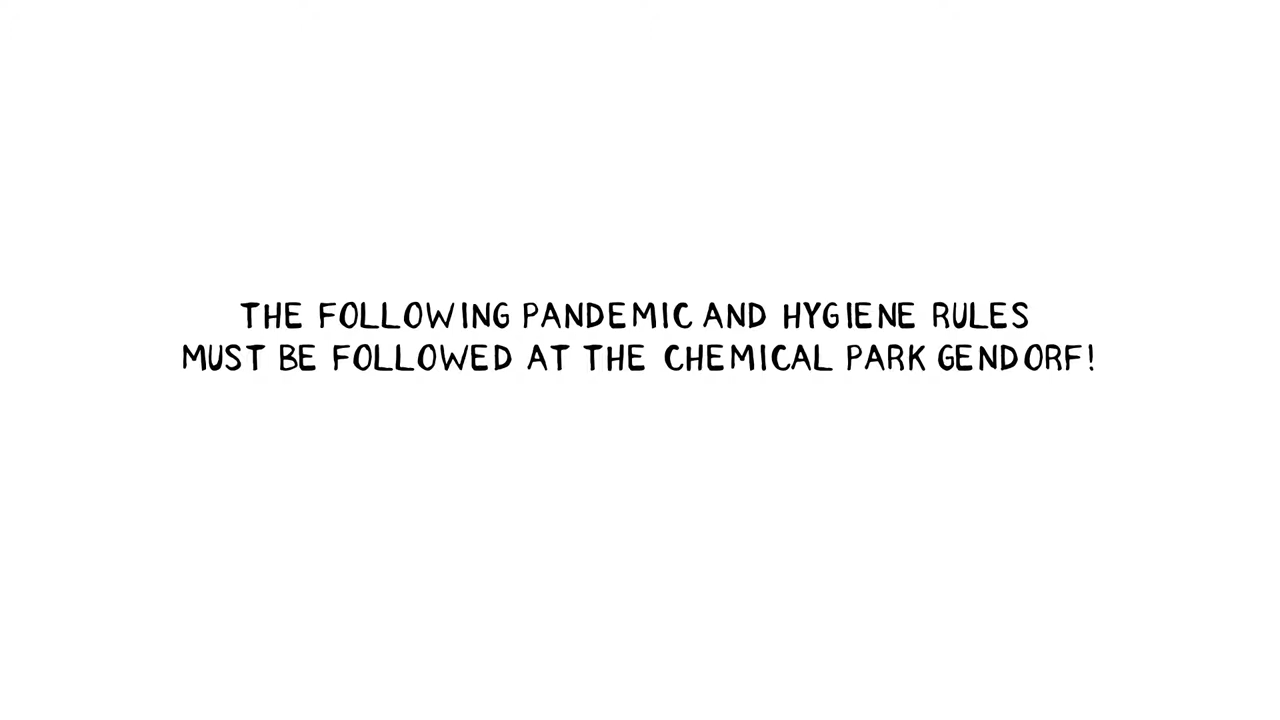 THE FOLLOWING PANDEMIC AND HYGIENE RULES
MUST BE FOLLOWED AT THE CHEMICAL PARK GENDORF!